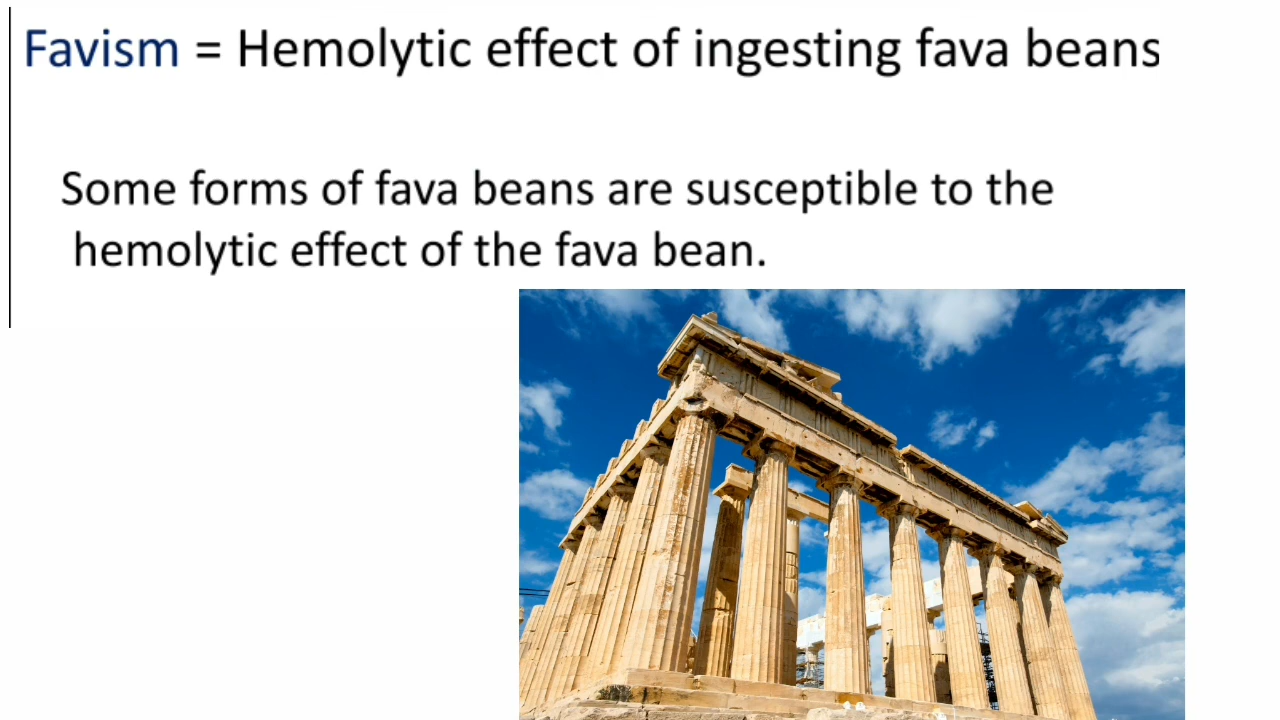 Favism = Hemolytic effect of ingesting fava beans
Some forms of fava beans are susceptible to the
hemolytic effect of the fava bean.